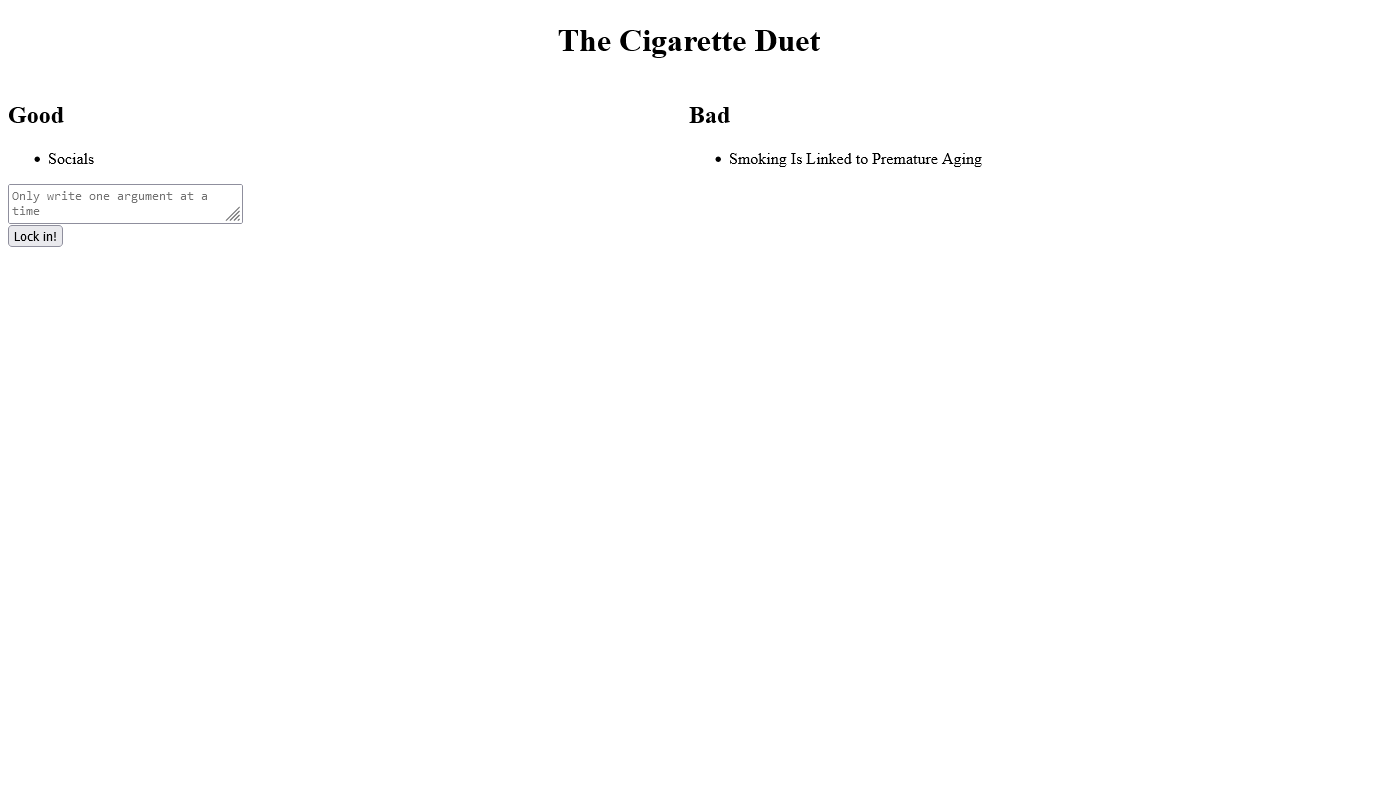 The Cigarette Duet
Good
Socials
Only write one argument at a
time
Lock in!
Bad
Smoking Is Linked to Premature Aging